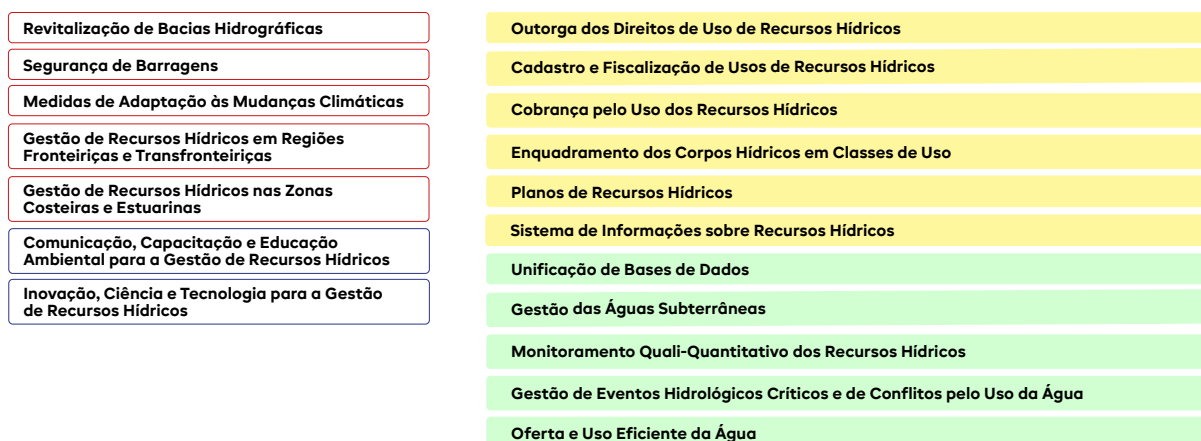 Revitalização de Bacias Hidrográficas
Segurança de Barragens
Medidas de Adaptação às Mudanças Climáticas
Gestão de Recursos Hídricos em Regiões
Fronteiriças e Transfronteiriças
Gestão de Recursos Hídricos nas Zonas
Costeiras e Estuarinas
Comunicação, Capacitação e Educação
Ambiental para a Gestão de Recursos Hídricos
Inovação, Ciência e Tecnologia para a Gestão
de Recursos Hídricos
Outorga dos Direitos de Uso de Recursos Hídricos
Cadastro e Fiscalização de Usos de Recursos Hídricos
Cobrança pelo Uso dos Recursos Hídricos
Enquadramento dos Corpos Hídricos em Classes de Uso
Planos de Recursos Hídricos
Sistema de Informações sobre Recursos Hídricos
Unificação de Bases de Dados
Gestão das Águas Subterrâneas
Monitoramento Quali-Quantitativo dos Recursos Hídricos
Gestão de Eventos Hidrológicos Críticos e de Conflitos pelo Uso da Água
Oferta e Uso Eficiente da Água